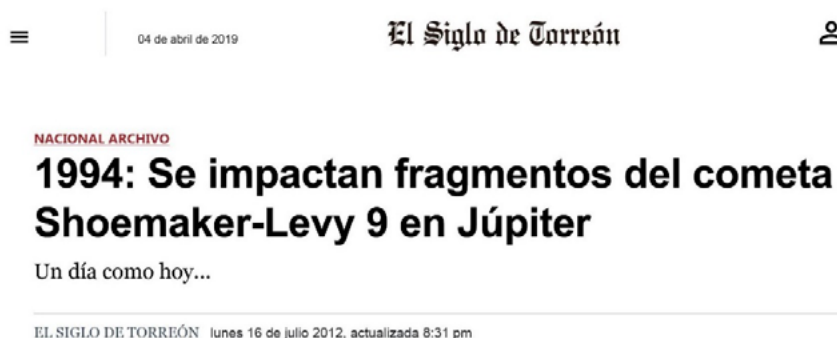 04 de abril de 2019
El Siglo de Torreón
NACIONAL ARCHIVO
1994: Se impactan fragmentos del cometa
Shoemaker-Levy 9 en Júpiter
Un día como hoy...
EL SIGLO DE TORREÓN lunes 16 de julio 2012, actualizada 8:31 pm